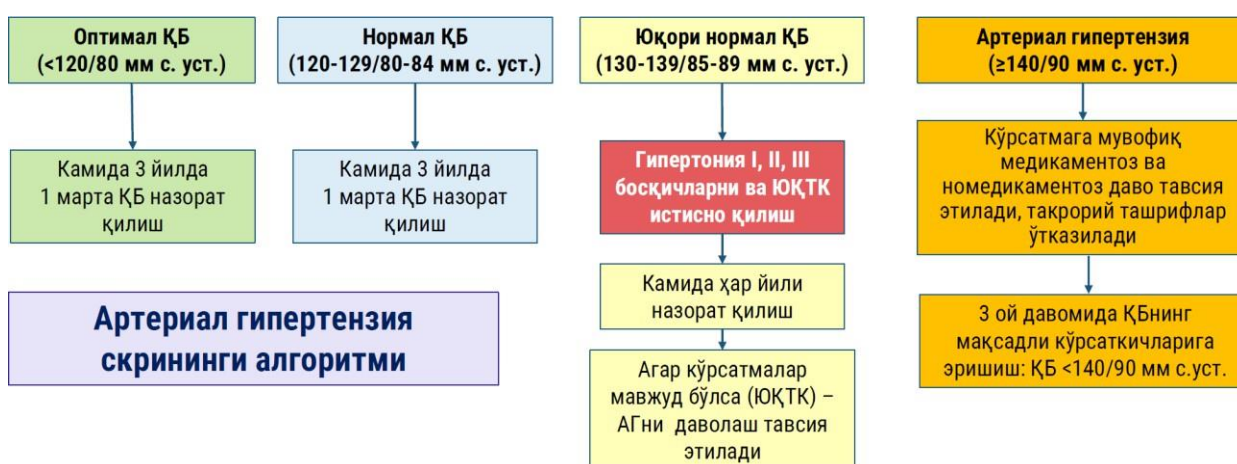 Оптимал ҚБ
(<120/80 мм с. уст.)
Камида 3 йилда
1 марта ҚБ назорат
қилиш
Нормал ҚБ
(120-129/80-84 мм с. уст.)
Камида 3 йилда
1 марта ҚБ назорат
қилиш
Юқори нормал ҚБ
(130-139/85-89 мм с. уст.)
Гипертония I, II, III
босқичларни ва ЮҚТК
истисно қилиш
Камида ҳар йили
назорат қилиш
Агар кўрсатмалар
мавжуд бўлса (ЮҚТК) –
АГни даволаш тавсия
этилади
Артериал гипертензия
(≥140/90 мм с. уст.)
Кўрсатмага мувофиқ
медикаментоз ва
номедикаментоз даво тавсия
этилади, такрорий ташрифлар
ўтказилади
3 ой давомида ҚБнинг
мақсадли кўрсаткичларига
эришиш: ҚБ <140/90 мм с.уст.
Артериал гипертензия
скрининги алгоритми